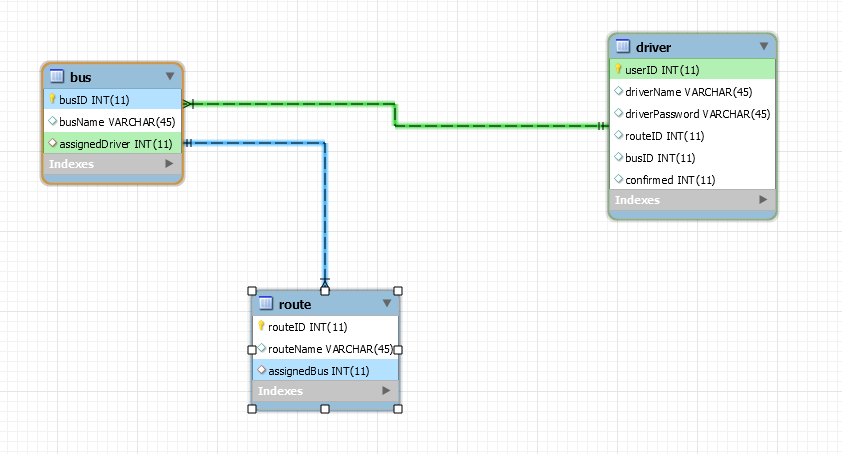 bus
busID INT(11)
busName VARCHAR(45)
assignedDriver INT(11)
Indexes
driver
userID INT(11)
driverName VARCHAR(45)
driverPassword VARCHAR(45)
routeID INT(11)
busID INT(11)
confirmed INT(11)
Indexes
route
routeID INT(11)
routeName VARCHAR(45)
assignedBus INT(11)
Indexes